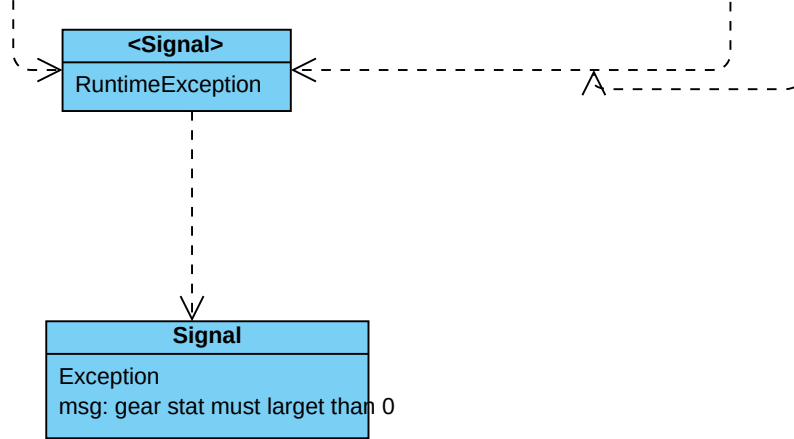 <Signal>
RuntimeException
Signal
Exception
msg: gear stat must larget than 0